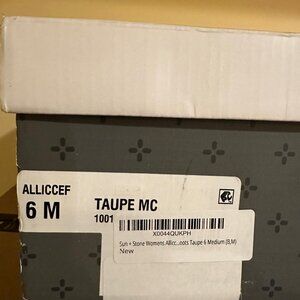 ALLICCEF
6 M
TAUPE MC
1001
X0044QUKPH
Sun + Stone Womens Allicc...oots Taupe 6 Medium (B,M)
New